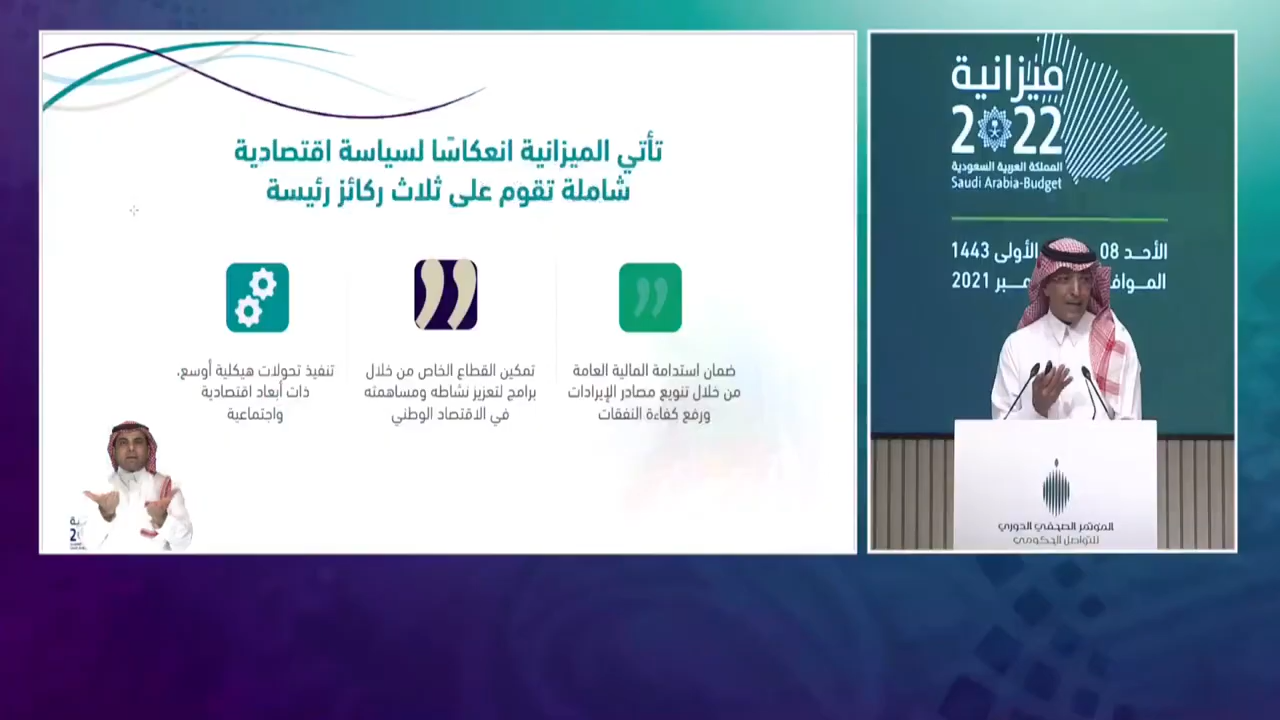 تأتي الميزانية انعكاسًا لسياسة اقتصادية
شاملة تقوم على ثلاث ركائز رئيسة
ضمان استدامة المالية العامة
من خلال تنويع مصادر الإيرادات
ورفع كفاءة النفقات
تمكين القطاع الخاص من خلال
برامج لتعزيز نشاطه ومساهمته
في الاقتصاد الوطني
تنفيذ تحولات هيكلية أوسع،
ذات أبعاد اقتصادية
واجتماعية
ميزانية
2022
المملكة العربية السعودية
Saudi Arabia-Budget
الأحد 08 الأولى 1443
2021
المؤتمر الصحفي الدوري
للتواصل الحكومي